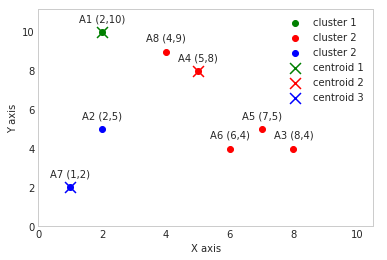 A1 (2,10)
A8 (4,9)
A4 (5,8)
A2 (2,5)
A5 (7,5)
A6 (6,4)
A3 (8,4)
A7 (1,2)
cluster 1
cluster 2
cluster 2
centroid 1
centroid 2
centroid 3
Y axis
10
8
6
4
2
0
0
2
4
6
8
10
X axis